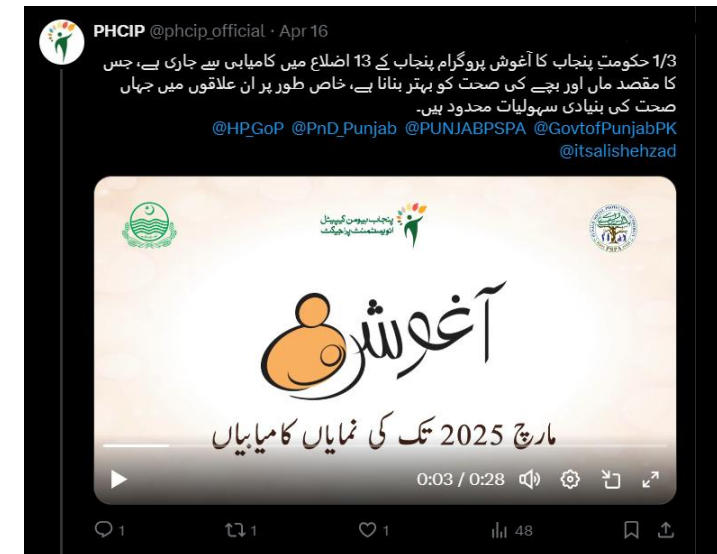 PHCIP @phcip_official · Apr 16
1/3 حکومتِ پنجاب کا آغوش پروگرام پنجاب کے 13 اضلاع میں کامیابی سے جاری ہے، جس
کا مقصد ماں اور بچے کی صحت کو بہتر بنانا ہے، خاص طور پر ان علاقوں میں جہاں
صحت کی بنیادی سہولیات محدود ہیں۔
@HP_GoP @PnD_Punjab @PUNJABPSPA @GovtofPunjabPK
@itsalishehzad
پنجاب ہیومن کیپیٹل
انویسٹمنٹ پراجیکٹ
PSPA
آغوش
مارچ 2025 تک کی نمایاں کامیابیاں
0:03 / 0:28
1 1 1 48